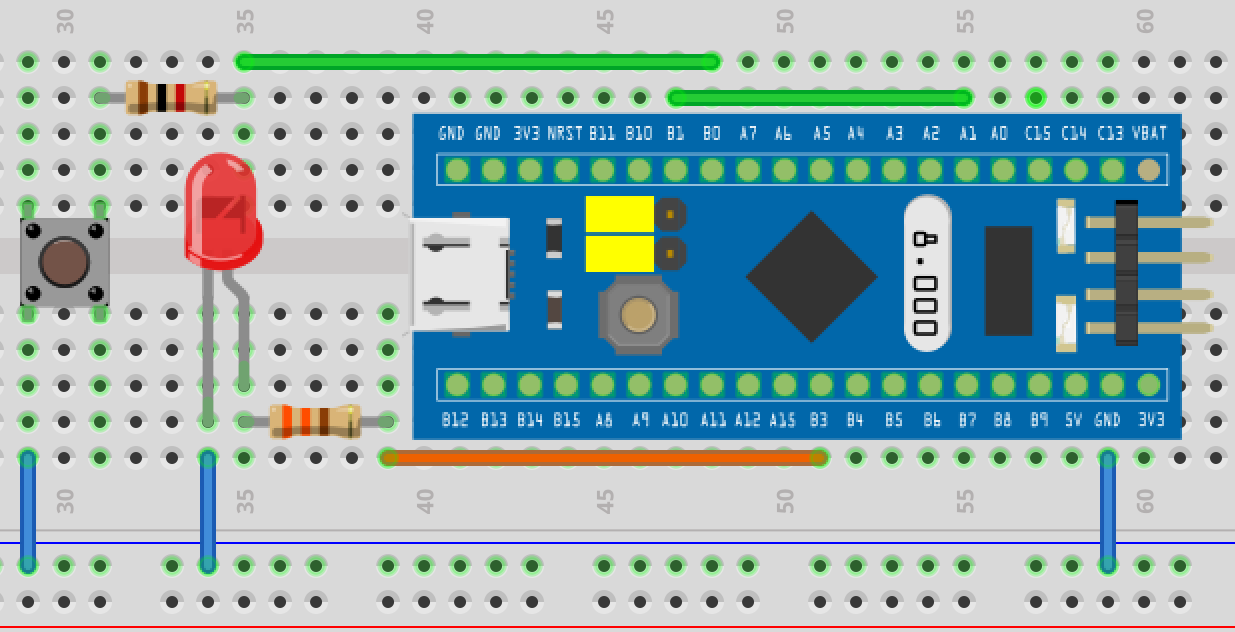 30 35 40 45 50 55 60
GND GND 3V3 NRST B11 B10 B1 B0 A7 A6 A5 A4 A3 A2 A1 A0 C15 C14 C13 VBAT
B12 B13 B14 B15 A8 A9 A10 A11 A12 A15 B3 B4 B5 B6 B7 B8 B9 5V GND 3V3
30 35 40 45 50 55 60